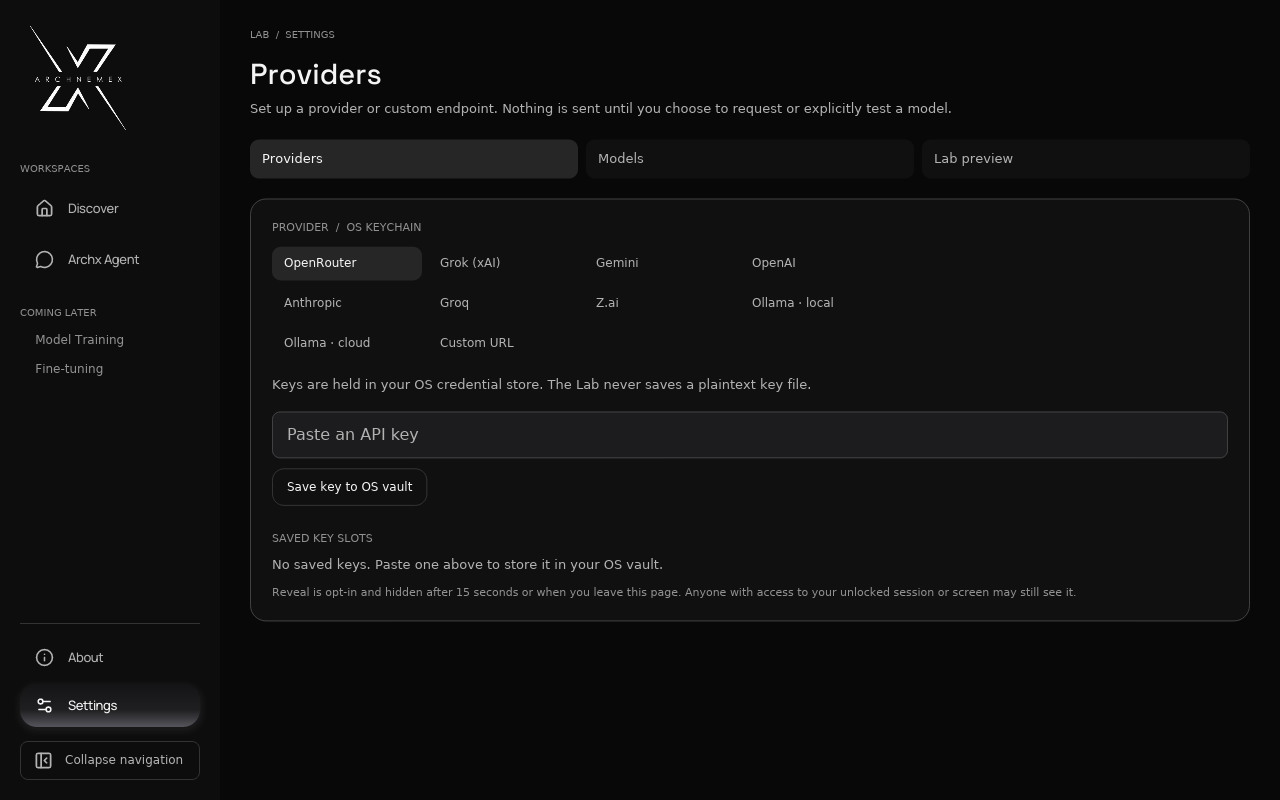 ARCHNEMEX
WORKSPACES
Discover
Archx Agent
COMING LATER
Model Training
Fine-tuning
About
Settings
Collapse navigation
LAB / SETTINGS
Providers
Set up a provider or custom endpoint. Nothing is sent until you choose to request or explicitly test a model.
Providers Models Lab preview
PROVIDER / OS KEYCHAIN
OpenRouter Grok (xAI) Gemini OpenAI
Anthropic Groq Z.ai Ollama · local
Ollama · cloud Custom URL
Keys are held in your OS credential store. The Lab never saves a plaintext key file.
Paste an API key
Save key to OS vault
SAVED KEY SLOTS
No saved keys. Paste one above to store it in your OS vault.
Reveal is opt-in and hidden after 15 seconds or when you leave this page. Anyone with access to your unlocked session or screen may still see it.